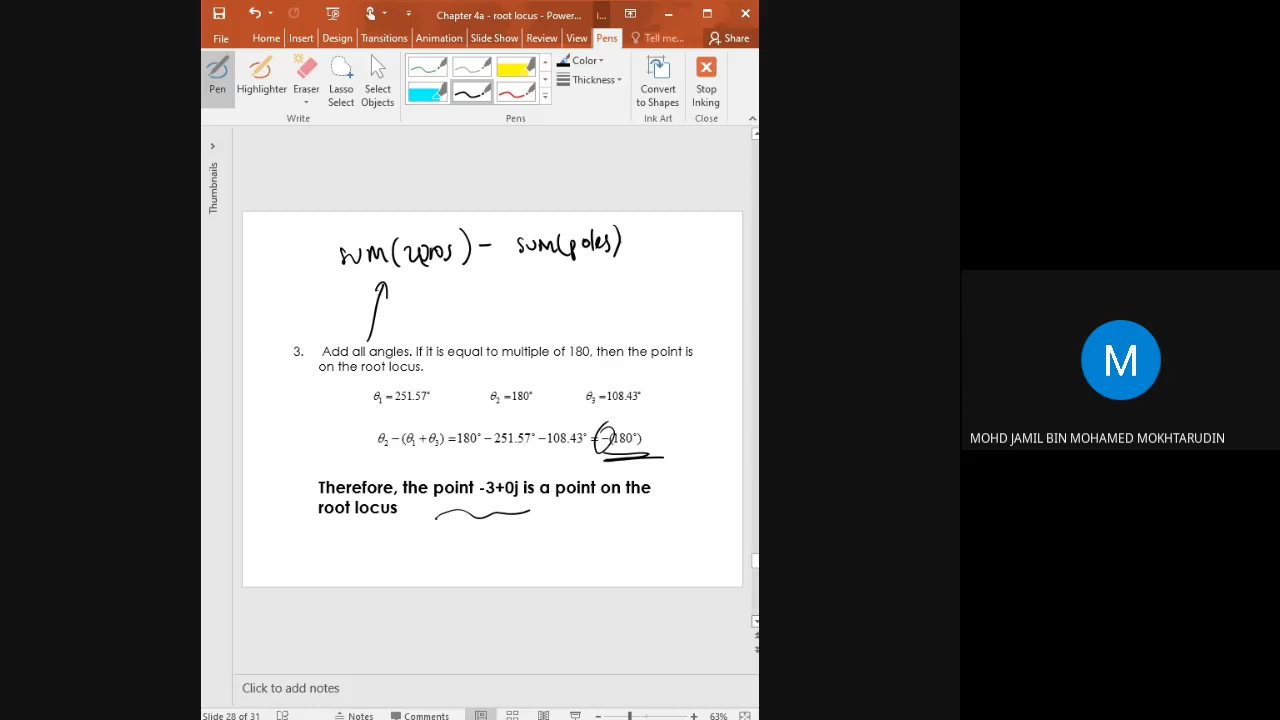 Chapter 4a - root locus - Power...
i...
File Home Insert Design Transitions Animation Slide Show Review View Pens Tell me... Share
Pen Highlighter Eraser Lasso Select Select Objects
Color
Thickness
Convert to Shapes
Stop Inking
Write Pens Ink Art Close
Thumbnails
sum(zeros) - sum(poles)
3. Add all angles. If it is equal to multiple of 180, then the point is
on the root locus.
θ₁ = 251.57° θ₂ =180° θ₃ =108.43°
θ₂ − (θ₁ + θ₃) = 180° − 251.57° −108.43° = −(180°)
Therefore, the point -3+0j is a point on the
root locus
M
MOHD JAMIL BIN MOHAMED MOKHTARUDIN
Click to add notes
Slide 28 of 31 Notes Comments 63%